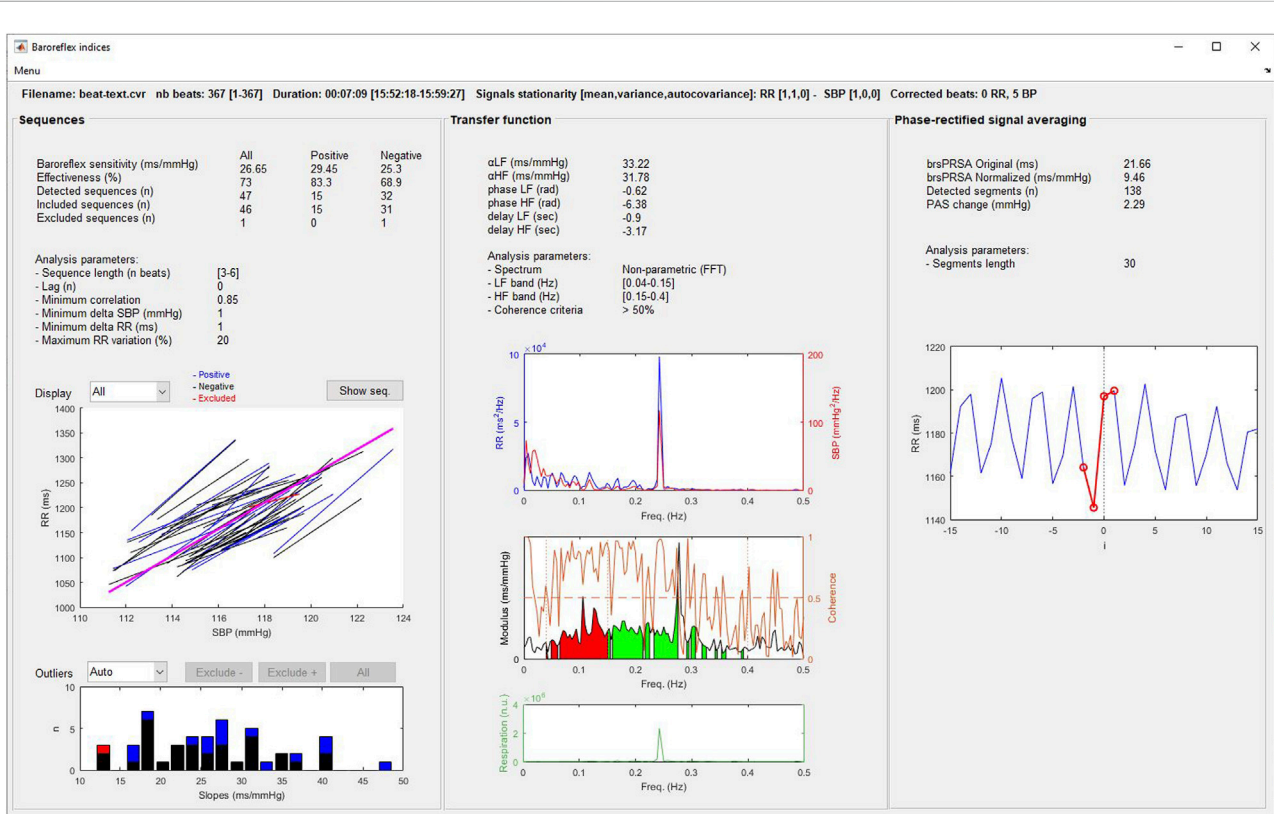 Baroreflex indices
Menu
Filename: beat-text.cvr nb beats: 367 [1-367] Duration: 00:07:09 [15:52:18-15:59:27] Signals stationarity [mean,variance,autocovariance]: RR [1,1,0] - SBP [1,0,0] Corrected beats: 0 RR, 5 BP
Sequences
All Positive Negative
Baroreflex sensitivity (ms/mmHg) 26.65 29.45 25.3
Effectiveness (%) 73 83.3 68.9
Detected sequences (n) 47 15 32
Included sequences (n) 46 15 31
Excluded sequences (n) 1 0 1
Analysis parameters:
- Sequence length (n beats) [3-6]
- Lag (n) 0
- Minimum correlation 0.85
- Minimum delta SBP (mmHg) 1
- Minimum delta RR (ms) 1
- Maximum RR variation (%) 20
Display All
- Positive
- Negative
- Excluded
Show seq.
1400
1350
1300
1250
1200
1150
1100
1050
1000
RR (ms)
110 112 114 116 118 120 122 124
SBP (mmHg)
Outliers Auto Exclude - Exclude + All
10
5
0
n
10 15 20 25 30 35 40 45 50
Slopes (ms/mmHg)
Transfer function
αLF (ms/mmHg) 33.22
αHF (ms/mmHg) 31.78
phase LF (rad) -0.62
phase HF (rad) -6.38
delay LF (sec) -0.9
delay HF (sec) -3.17
Analysis parameters:
- Spectrum Non-parametric (FFT)
- LF band (Hz) [0.04-0.15]
- HF band (Hz) [0.15-0.4]
- Coherence criteria > 50%
×10⁴
10
5
0
RR (ms²/Hz)
200
100
0
SBP (mmHg²/Hz)
0 0.1 0.2 0.3 0.4 0.5
Freq. (Hz)
Modulus (ms/mmHg)
0
1
0.5
0
Coherence
0 0.1 0.2 0.3 0.4 0.5
Freq. (Hz)
×10⁶
4
2
0
Respiration (n.u.)
0 0.1 0.2 0.3 0.4 0.5
Freq. (Hz)
Phase-rectified signal averaging
brsPRSA Original (ms) 21.66
brsPRSA Normalized (ms/mmHg) 9.46
Detected segments (n) 138
PAS change (mmHg) 2.29
Analysis parameters:
- Segments length 30
1220
1200
1180
1160
1140
RR (ms)
-15 -10 -5 0 5 10 15
i